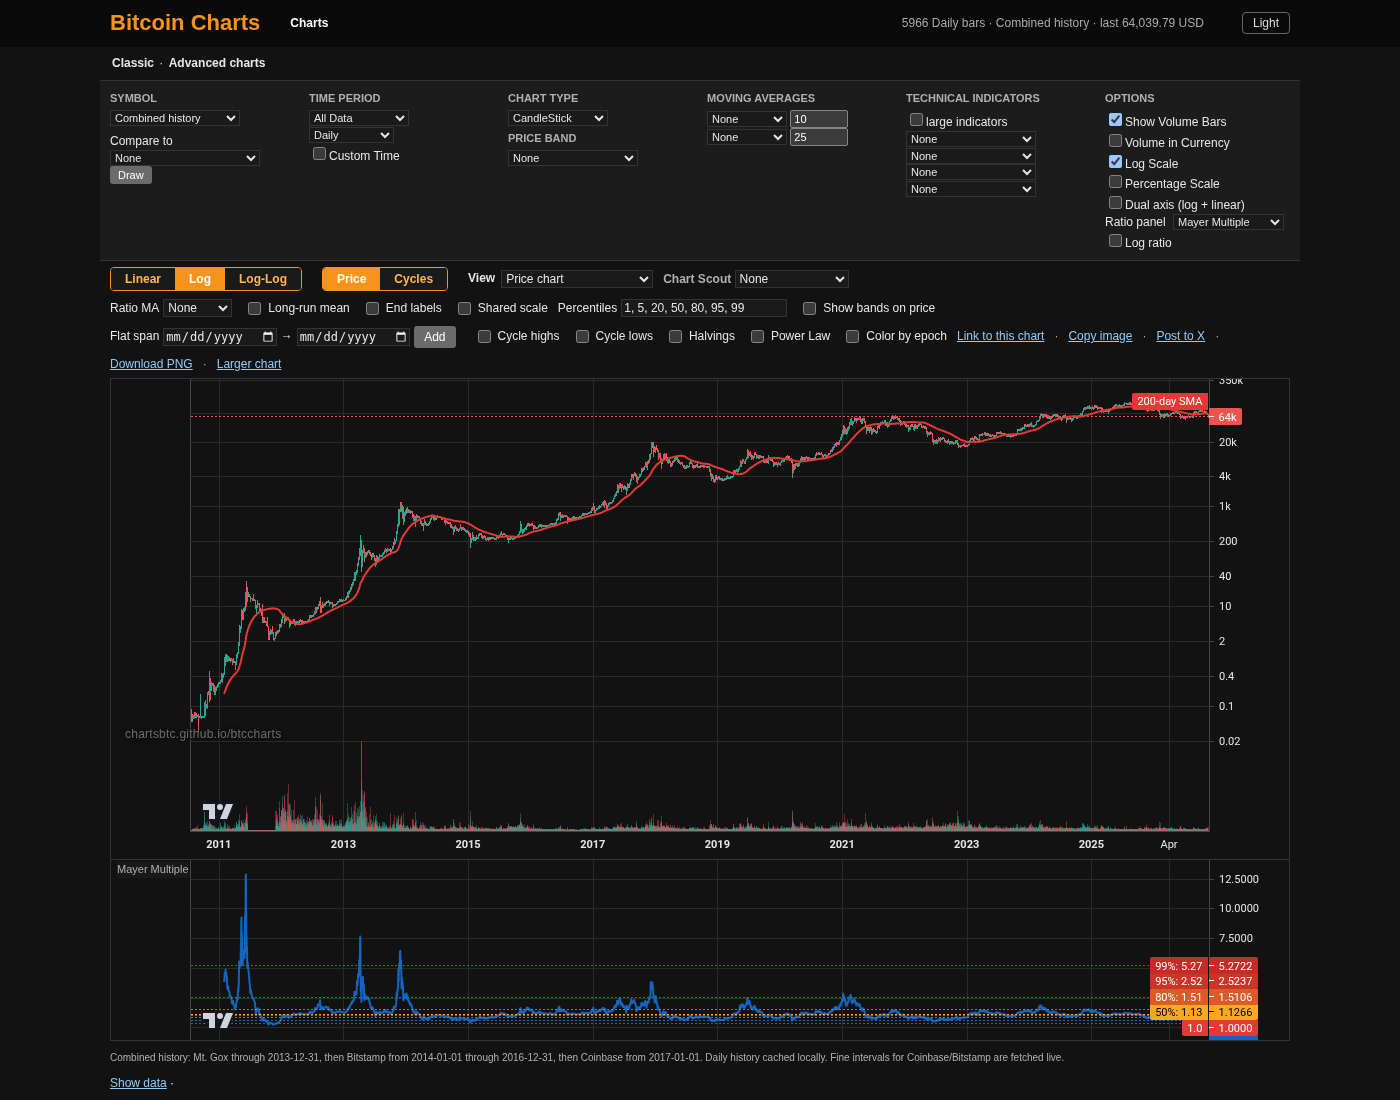 Bitcoin Charts
Charts
5966 Daily bars · Combined history · last 64,039.79 USD
Light
Classic · Advanced charts
SYMBOL
Combined history
Compare to
None
Draw
TIME PERIOD
All Data
Daily
Custom Time
CHART TYPE
CandleStick
PRICE BAND
None
MOVING AVERAGES
None 10
None 25
TECHNICAL INDICATORS
large indicators
None
None
None
None
OPTIONS
Show Volume Bars
Volume in Currency
Log Scale
Percentage Scale
Dual axis (log + linear)
Ratio panel Mayer Multiple
Log ratio
Linear Log Log-Log Price Cycles View Price chart Chart Scout None
Ratio MA None Long-run mean End labels Shared scale Percentiles 1, 5, 20, 50, 80, 95, 99 Show bands on price
Flat span mm/dd/yyyy → mm/dd/yyyy Add Cycle highs Cycle lows Halvings Power Law Color by epoch Link to this chart · Copy image · Post to X ·
Download PNG · Larger chart
350k
200-day SMA
64k
20k
4k
1k
200
40
10
2
0.4
0.1
chartsbtc.github.io/btccharts
0.02
2011 2013 2015 2017 2019 2021 2023 2025 Apr
Mayer Multiple
12.5000
10.0000
7.5000
99%: 5.27 5.2722
95%: 2.52 2.5237
80%: 1.51 1.5106
50%: 1.13 1.1266
1.0 1.0000
Combined history: Mt. Gox through 2013-12-31, then Bitstamp from 2014-01-01 through 2016-12-31, then Coinbase from 2017-01-01. Daily history cached locally. Fine intervals for Coinbase/Bitstamp are fetched live.
Show data ·